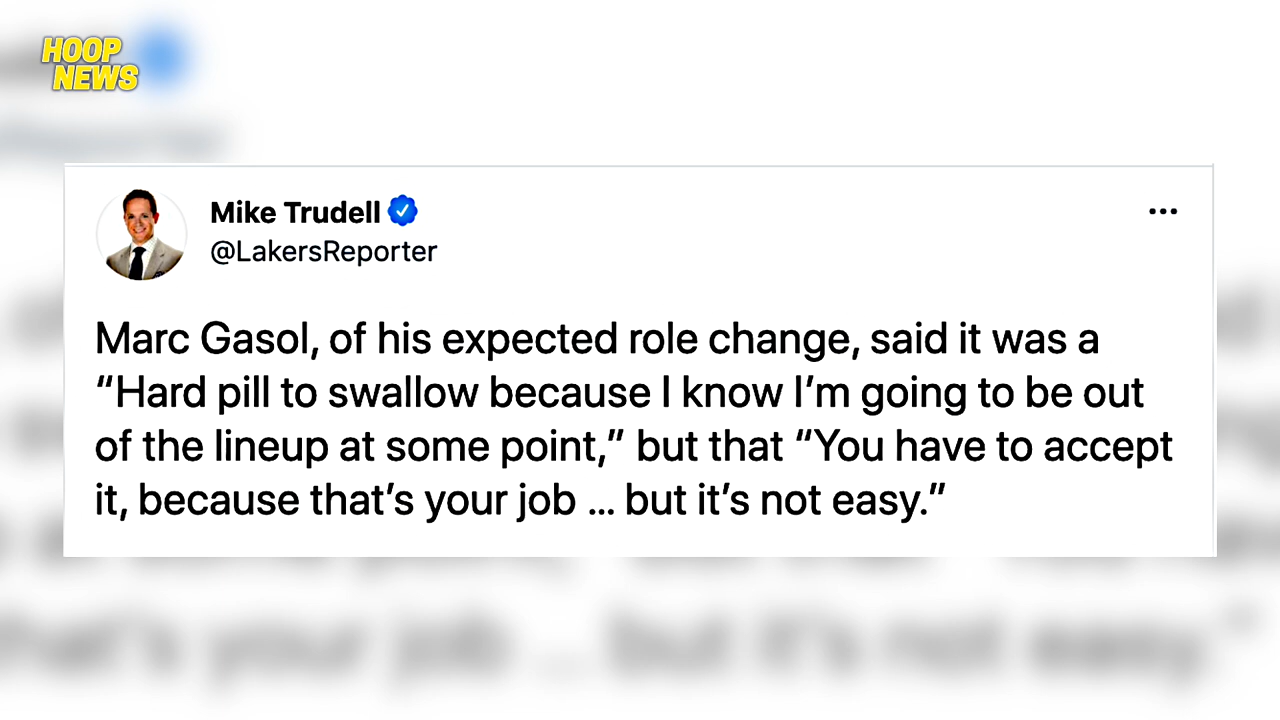 HOOP
NEWS
Mike Trudell
@LakersReporter
Marc Gasol, of his expected role change, said it was a
“Hard pill to swallow because I know I’m going to be out
of the lineup at some point,” but that “You have to accept
it, because that’s your job ... but it’s not easy.”